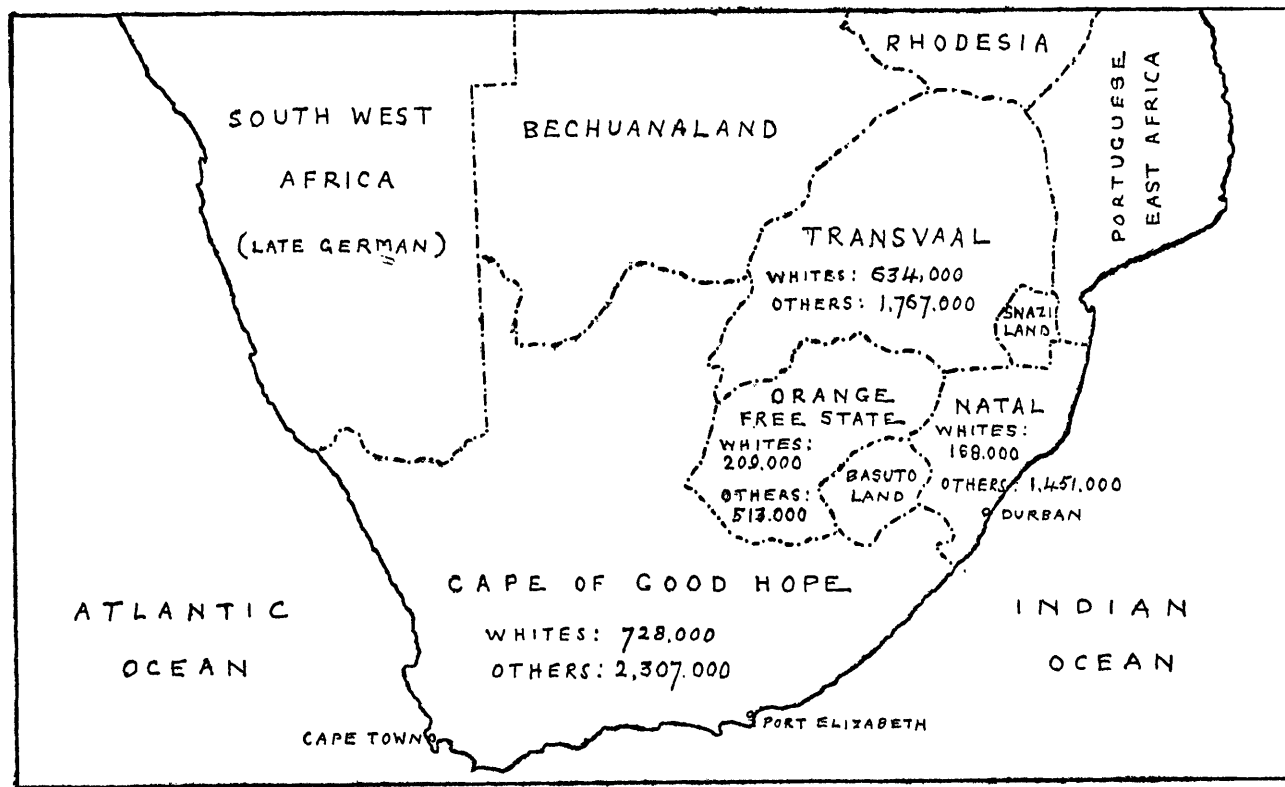 RHODESIA
PORTUGUESE
EAST AFRICA
SOUTH WEST
AFRICA
(LATE GERMAN)
BECHUANALAND
TRANSVAAL
WHITES: 634,000
OTHERS: 1,767.000
SWAZI
LAND
ORANGE
FREE STATE
WHITES:
209.000
OTHERS:
513.000
BASUTO
LAND
NATAL
WHITES:
168.000
OTHERS: 1,451,000
DURBAN
CAPE OF GOOD HOPE
WHITES: 728,000
OTHERS: 2,307.000
ATLANTIC
OCEAN
INDIAN
OCEAN
CAPE TOWN
PORT ELIZABETH